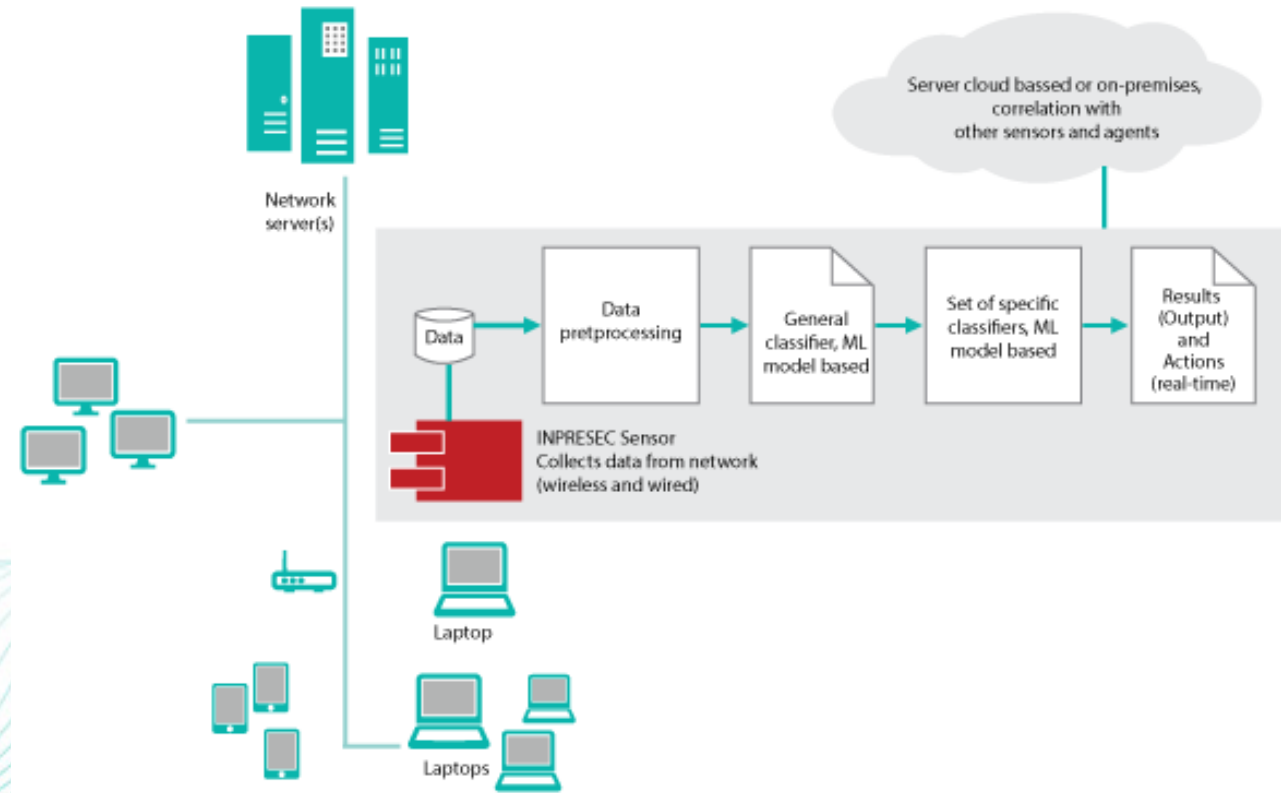 Server cloud bassed or on-premises,
correlation with
other sensors and agents
Network
server(s)
Data
Data
pretprocessing
General
classifier, ML
model based
Set of specific
classifiers, ML
model based
Results
(Output)
and
Actions
(real-time)
INPRESEC Sensor
Collects data from network
(wireless and wired)
Laptop
Laptops